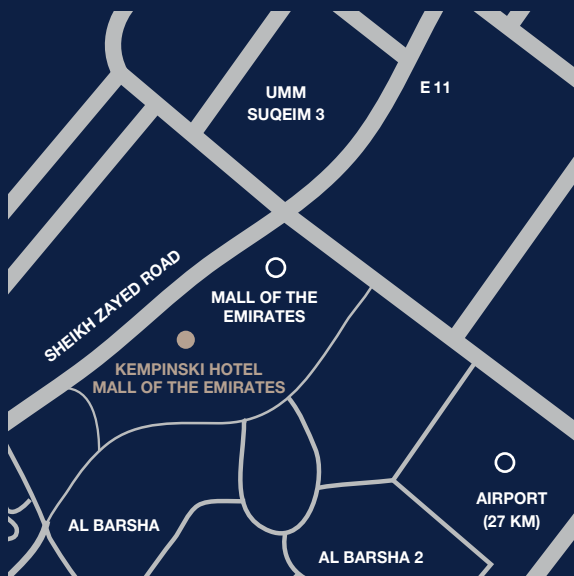 UMM
SUQEIM 3
E 11
SHEIKH ZAYED ROAD
MALL OF THE
EMIRATES
KEMPINSKI HOTEL
MALL OF THE EMIRATES
AIRPORT
(27 KM)
AL BARSHA
AL BARSHA 2